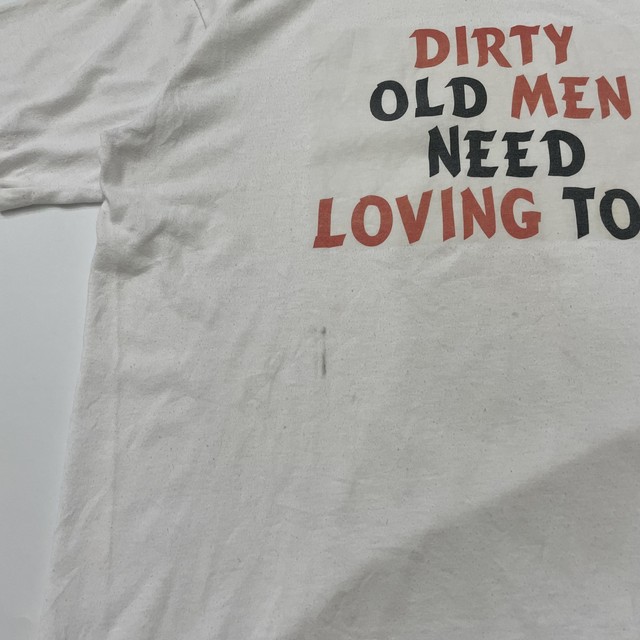 DIRTY
OLD MEN
NEED
LOVING TO